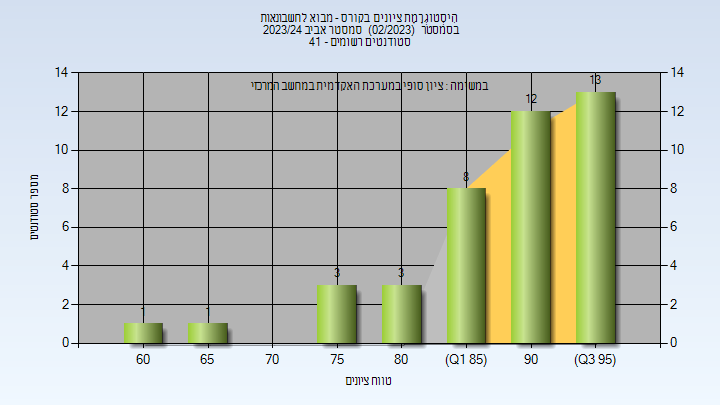 היסטוגרמת ציונים בקורס - מבוא לחשבונאות
בסמסטר (02/2023) סמסטר אביב 2023/24
סטודנטים רשומים - 41
במשימה : ציון סופי במערכת האקדמית במחשב המרכזי
מספר סטודנטים
14 14
12 12
10 10
8 8
6 6
4 4
2 2
0 0
1 1 3 3 8 12 13
60 65 70 75 80 (Q1 85) 90 (Q3 95)
טווח ציונים